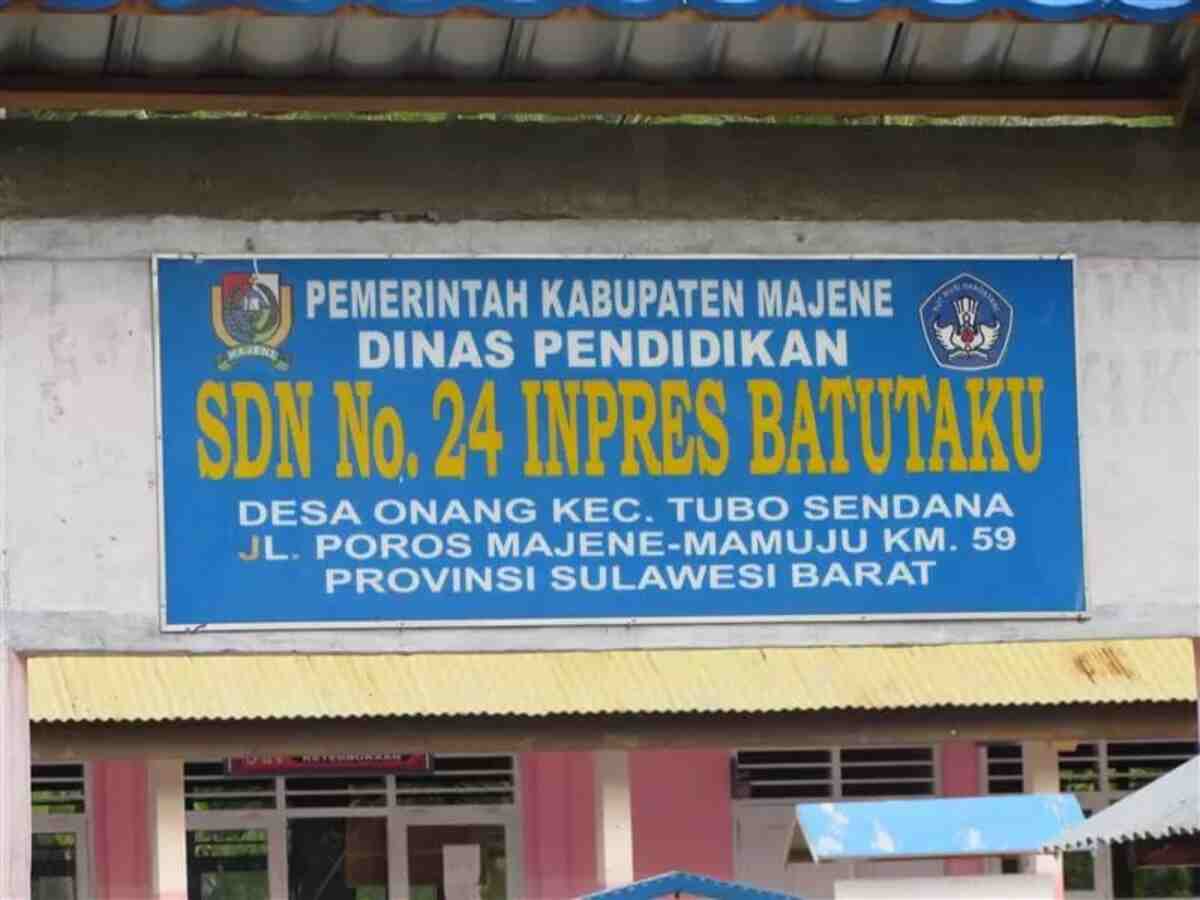 PEMERINTAH KABUPATEN MAJENE
DINAS PENDIDIKAN
MAJENE
SDN No. 24 INPRES BATUTAKU
DESA ONANG KEC. TUBO SENDANA
JL. POROS MAJENE-MAMUJU KM. 59
PROVINSI SULAWESI BARAT